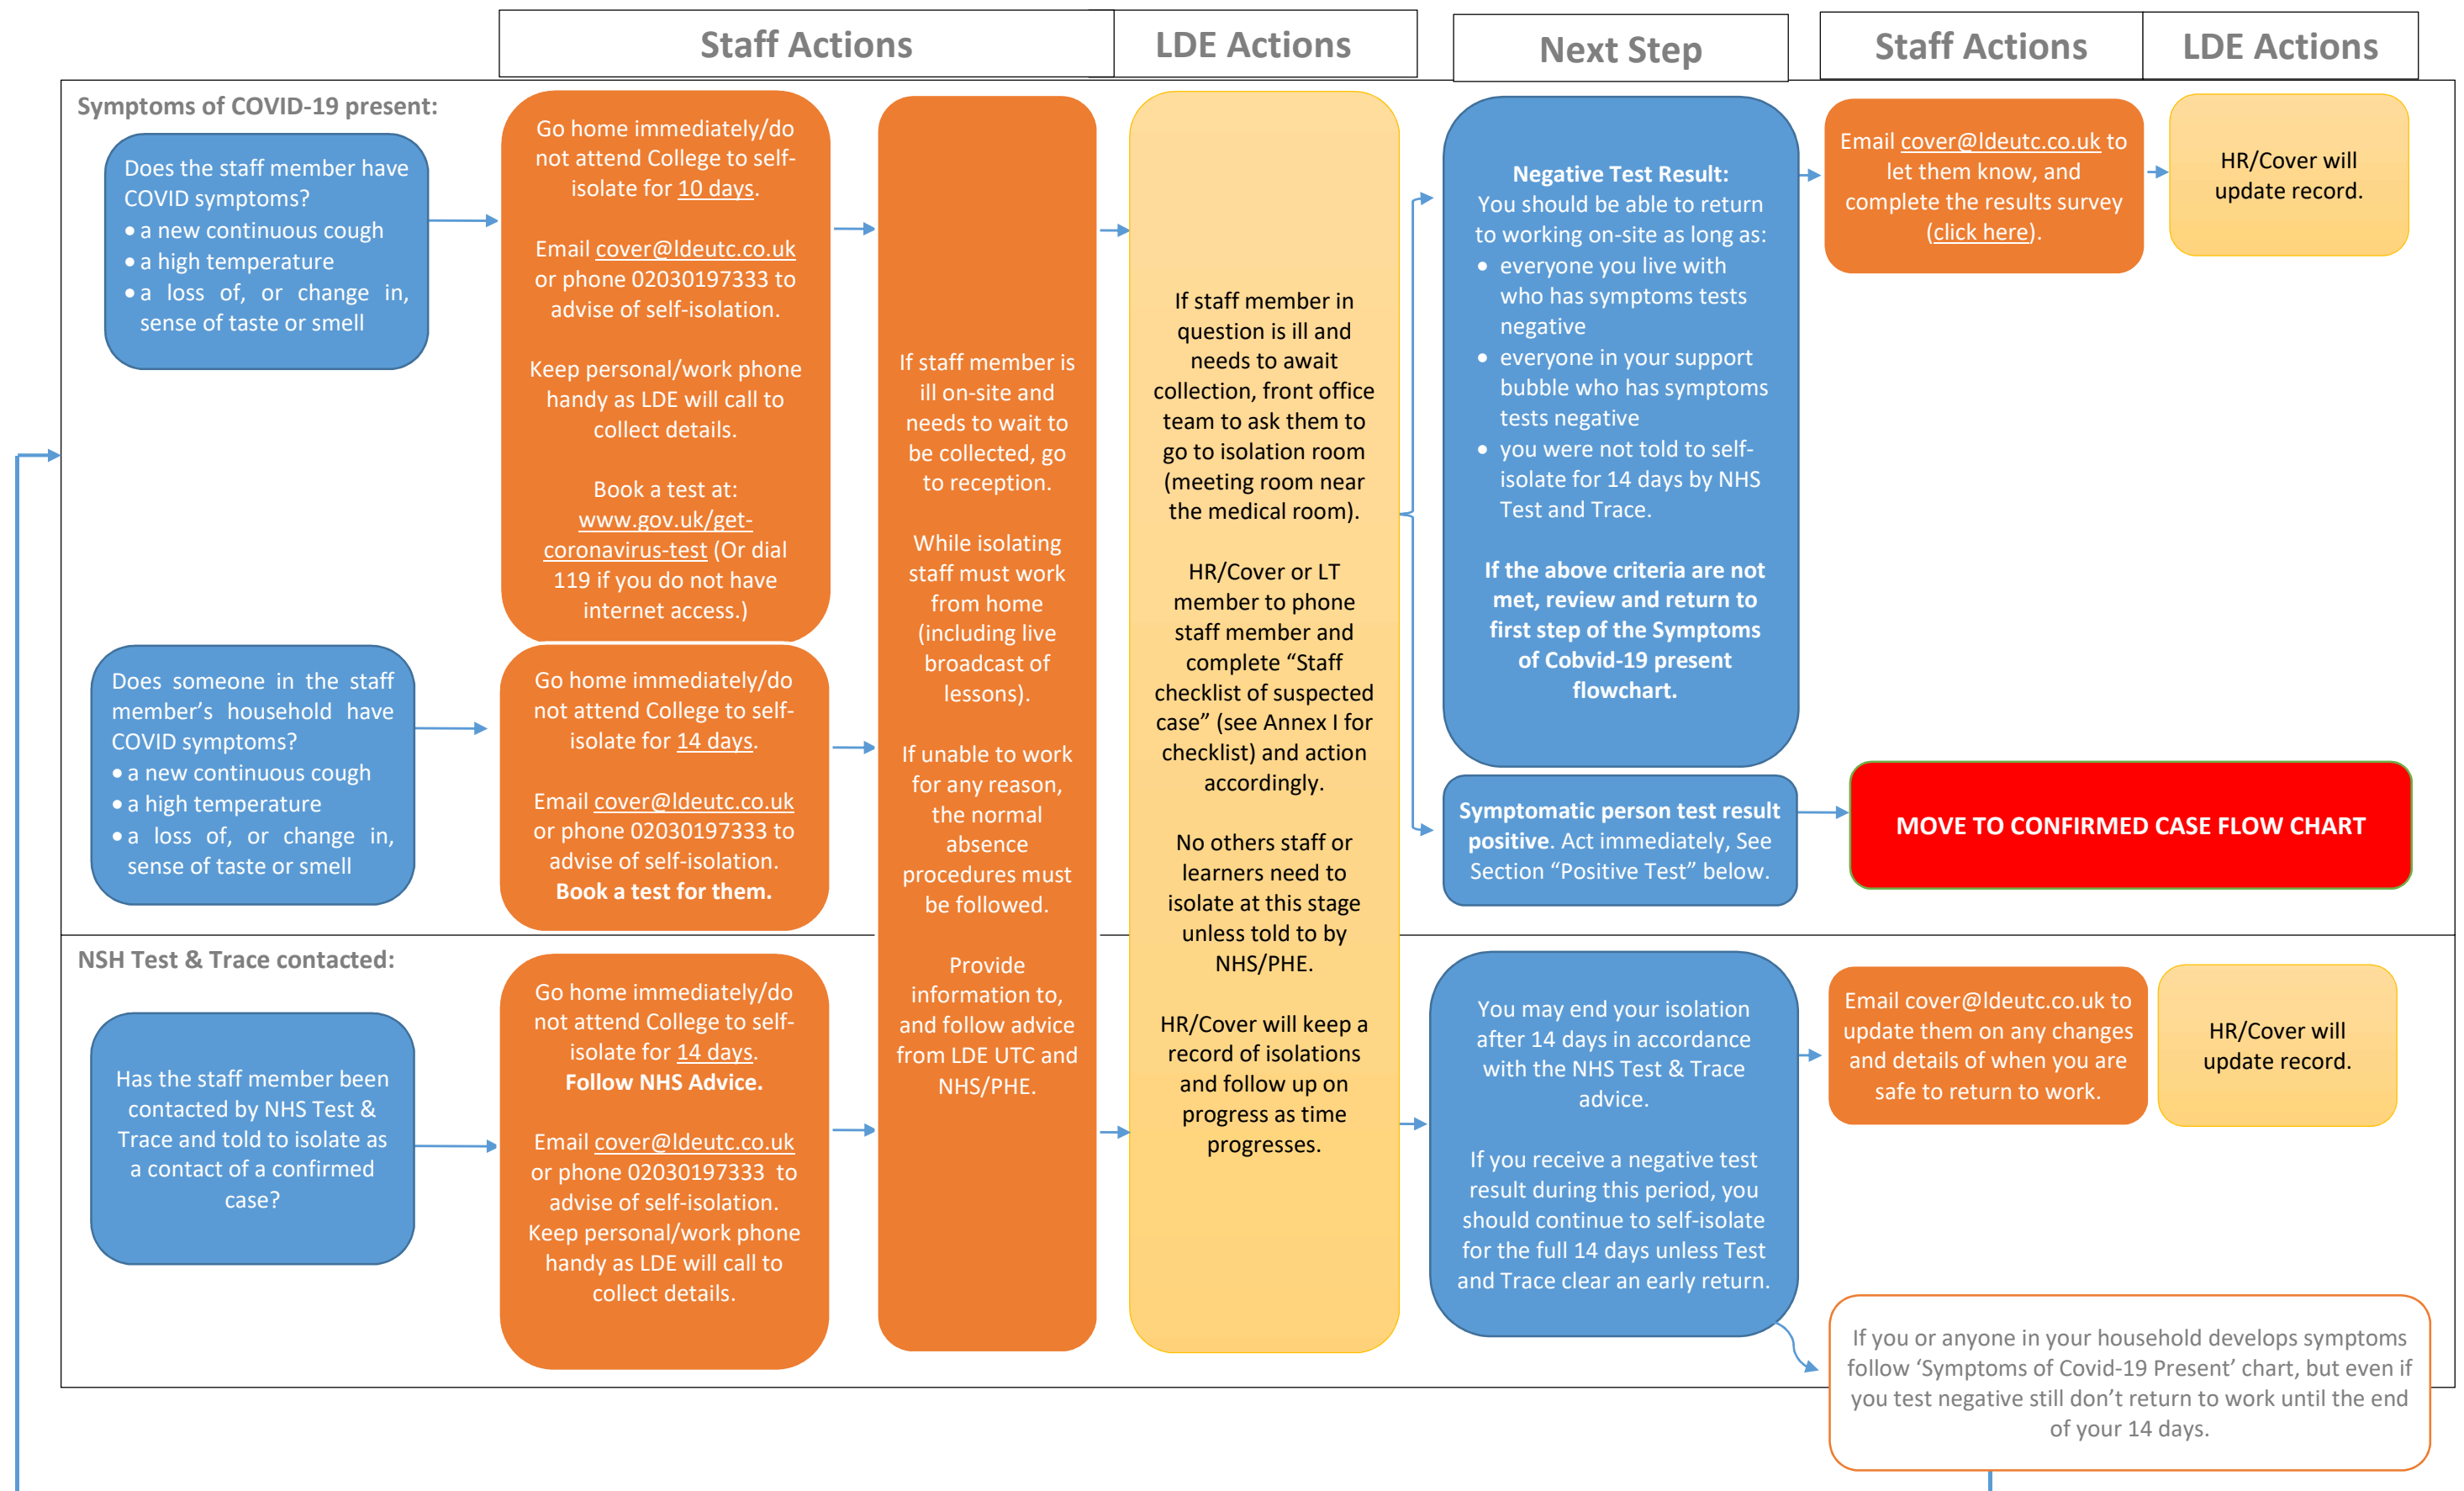 Staff Actions
LDE Actions
Next Step
Staff Actions
LDE Actions
Symptoms of COVID-19 present:
Does the staff member have
COVID symptoms?
• a new continuous cough
• a high temperature
• a loss of, or change in,
sense of taste or smell
Go home immediately/do
not attend College to self-
isolate for 10 days.
Email cover@ldeutc.co.uk
or phone 02030197333 to
advise of self-isolation.
Keep personal/work phone
handy as LDE will call to
collect details.
Book a test at:
www.gov.uk/get-
coronavirus-test (Or dial
119 if you do not have
internet access.)
Does someone in the staff
member's household have
COVID symptoms?
• a new continuous cough
• a high temperature
• a loss of, or change in,
sense of taste or smell
Go home immediately/do
not attend College to self-
isolate for 14 days.
Email cover@ldeutc.co.uk
or phone 02030197333 to
advise of self-isolation.
Book a test for them.
If staff member is
ill on-site and
needs to wait to
be collected, go
to reception.
While isolating
staff must work
from home
(including live
broadcast of
lessons).
If unable to work
for any reason,
the normal
absence
procedures must
be followed.
Provide
information to,
and follow advice
from LDE UTC and
NHS/PHE.
If staff member in
question is ill and
needs to await
collection, front office
team to ask them to
go to isolation room
(meeting room near
the medical room).
HR/Cover or LT
member to phone
staff member and
complete “Staff
checklist of suspected
case” (see Annex I for
checklist) and action
accordingly.
No others staff or
learners need to
isolate at this stage
unless told to by
NHS/PHE.
HR/Cover will keep a
record of isolations
and follow up on
progress as time
progresses.
Negative Test Result:
You should be able to return
to working on-site as long as:
• everyone you live with
who has symptoms tests
negative
• everyone in your support
bubble who has symptoms
tests negative
• you were not told to self-
isolate for 14 days by NHS
Test and Trace.
If the above criteria are not
met, review and return to
first step of the Symptoms
of Cobvid-19 present
flowchart.
Email cover@ldeutc.co.uk to
let them know, and
complete the results survey
(click here).
HR/Cover will
update record.
Symptomatic person test result
positive. Act immediately, See
Section “Positive Test” below.
MOVE TO CONFIRMED CASE FLOW CHART
NSH Test & Trace contacted:
Has the staff member been
contacted by NHS Test &
Trace and told to isolate as
a contact of a confirmed
case?
Go home immediately/do
not attend College to self-
isolate for 14 days.
Follow NHS Advice.
Email cover@ldeutc.co.uk
or phone 02030197333 to
advise of self-isolation.
Keep personal/work phone
handy as LDE will call to
collect details.
You may end your isolation
after 14 days in accordance
with the NHS Test & Trace
advice.
If you receive a negative test
result during this period, you
should continue to self-isolate
for the full 14 days unless Test
and Trace clear an early return.
Email cover@ldeutc.co.uk to
update them on any changes
and details of when you are
safe to return to work.
HR/Cover will
update record.
If you or anyone in your household develops symptoms
follow ‘Symptoms of Covid-19 Present’ chart, but even if
you test negative still don’t return to work until the end
of your 14 days.